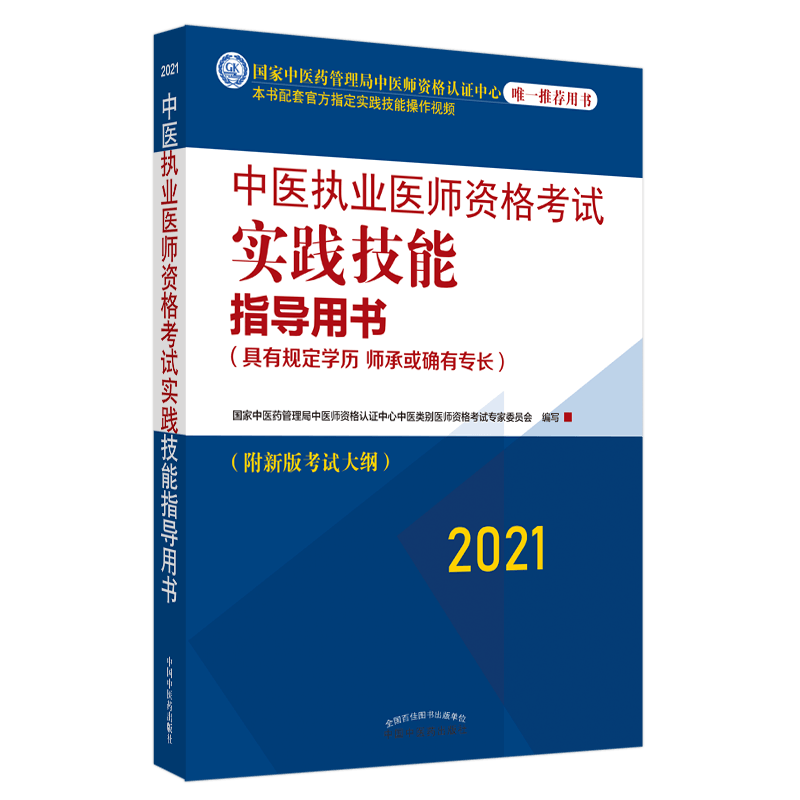 2021
中医执业医师资格考试实践技能指导用书
中国中医药出版社
GK
国家中医药管理局中医师资格认证中心 唯一推荐用书
本书配套官方指定实践技能操作视频
中医执业医师资格考试
实践技能
指导用书
(具有规定学历 师承或确有专长)
国家中医药管理局中医师资格认证中心中医类别医师资格考试专家委员会 编写
(附新版考试大纲)
2021
全国百佳图书出版单位